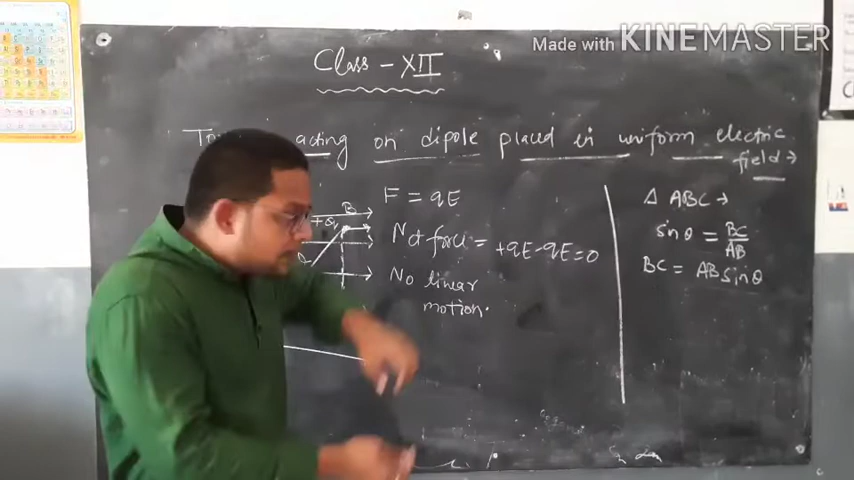 Made with KINEMASTER
Class - XII
acting on dipole placed in uniform electric
field →
F = qE
Δ ABC →
B
+q
sin θ = BC/AB
Net force = +qE-qE=0
BC = AB sin θ
No linear
motion.